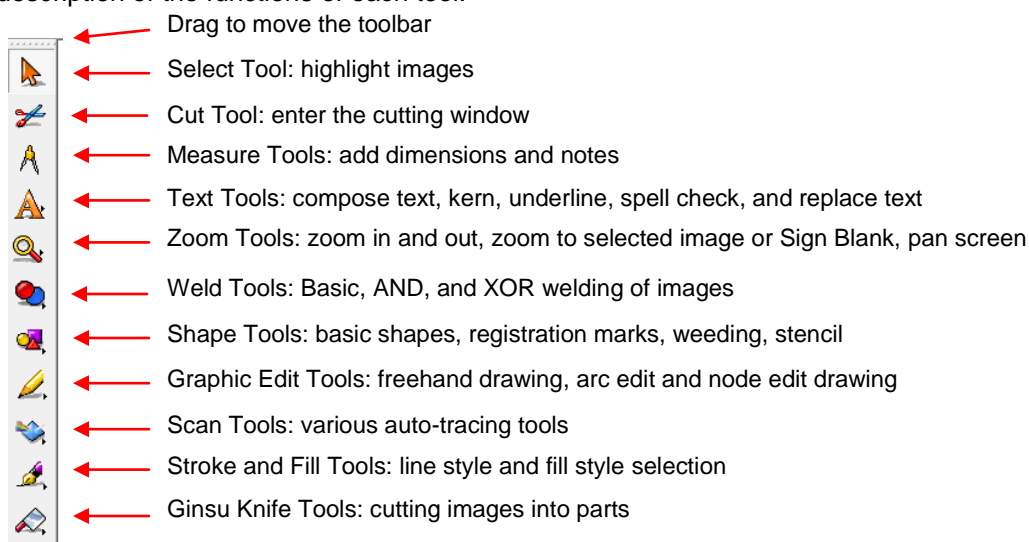 description of the functions of each tool.
Drag to move the toolbar
Select Tool: highlight images
Cut Tool: enter the cutting window
Measure Tools: add dimensions and notes
Text Tools: compose text, kern, underline, spell check, and replace text
Zoom Tools: zoom in and out, zoom to selected image or Sign Blank, pan screen
Weld Tools: Basic, AND, and XOR welding of images
Shape Tools: basic shapes, registration marks, weeding, stencil
Graphic Edit Tools: freehand drawing, arc edit and node edit drawing
Scan Tools: various auto-tracing tools
Stroke and Fill Tools: line style and fill style selection
Ginsu Knife Tools: cutting images into parts